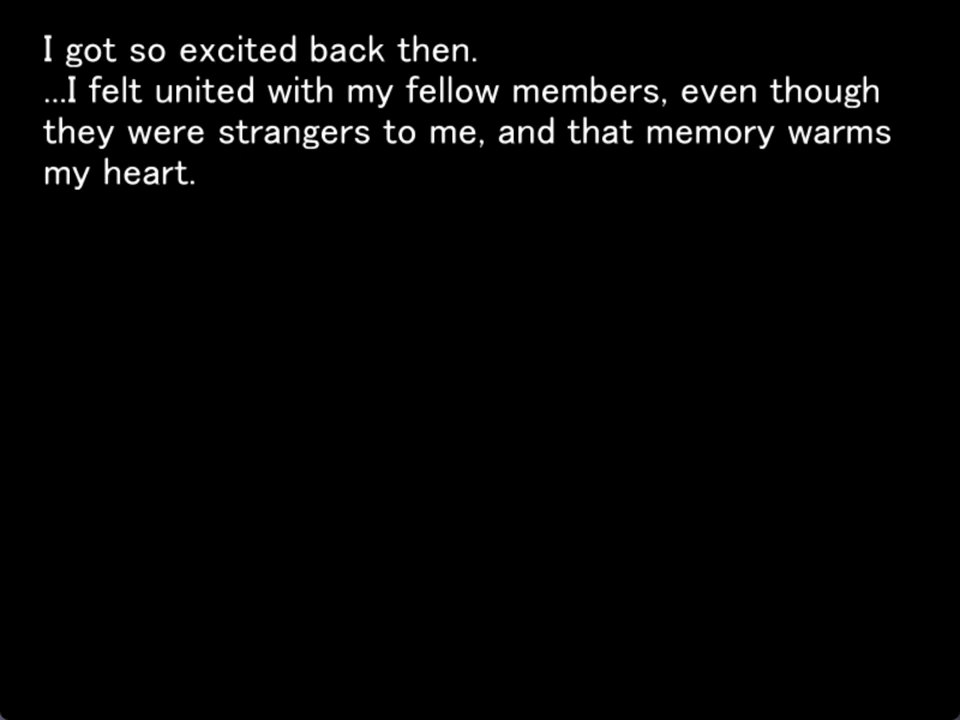 I got so excited back then.
...I felt united with my fellow members, even though
they were strangers to me, and that memory warms
my heart.